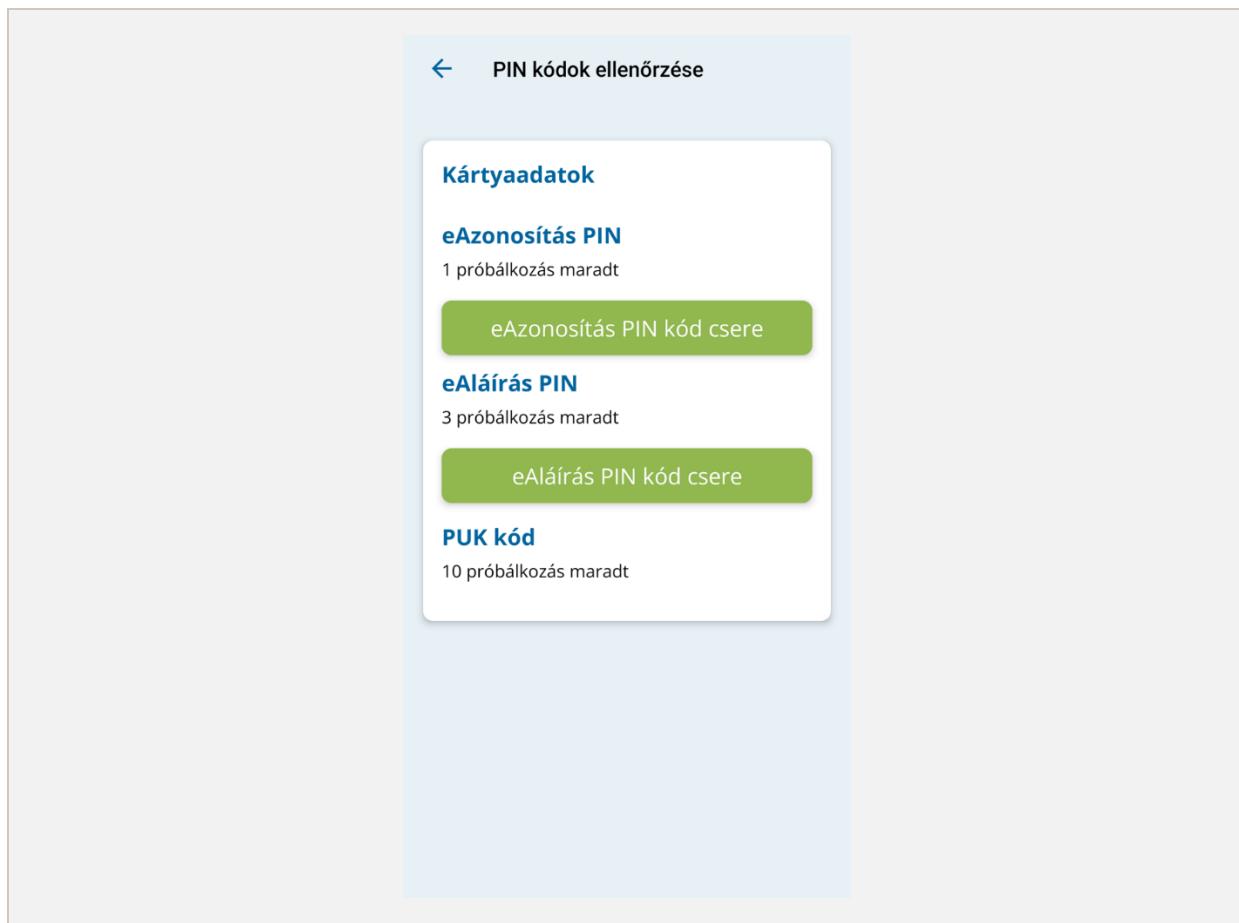 PIN kódok ellenőrzése
Kártyaadatok
eAzonosítás PIN
1 próbálkozás maradt
eAzonosítás PIN kód csere
eAláírás PIN
3 próbálkozás maradt
eAláírás PIN kód csere
PUK kód
10 próbálkozás maradt